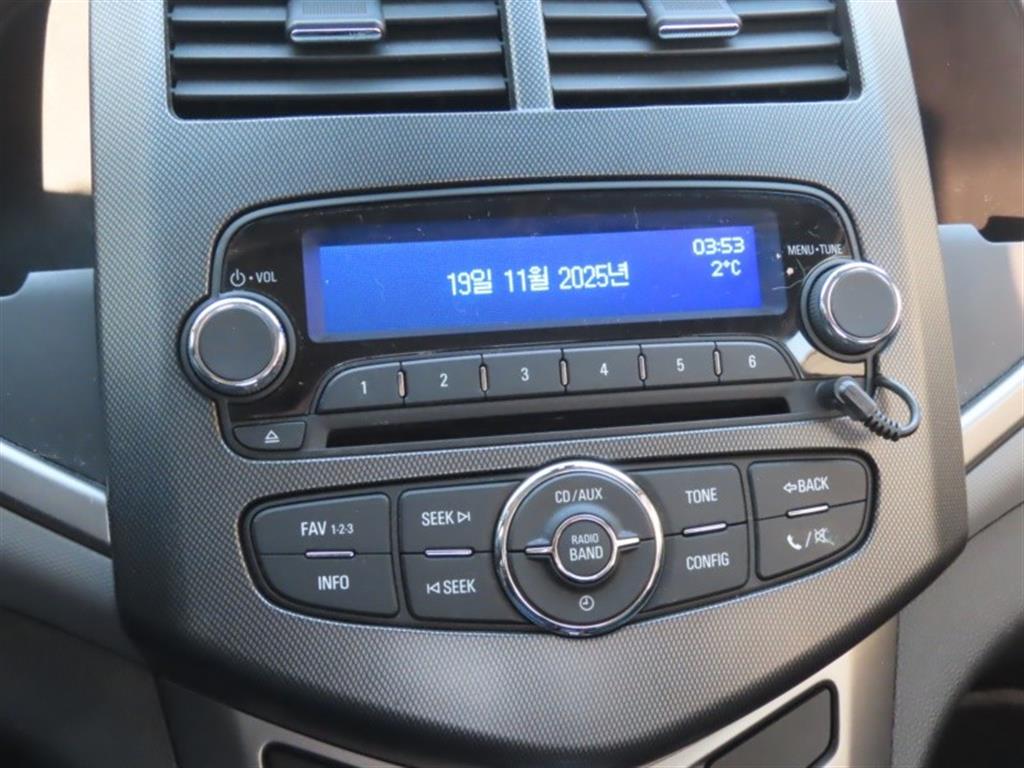 03:53
19일 11월 2025년
2°C
VOL
MENU•TUNE
1 2 3 4 5 6
CD/AUX
TONE
BACK
FAV 1-2-3
SEEK
RADIO
BAND
INFO
SEEK
CONFIG